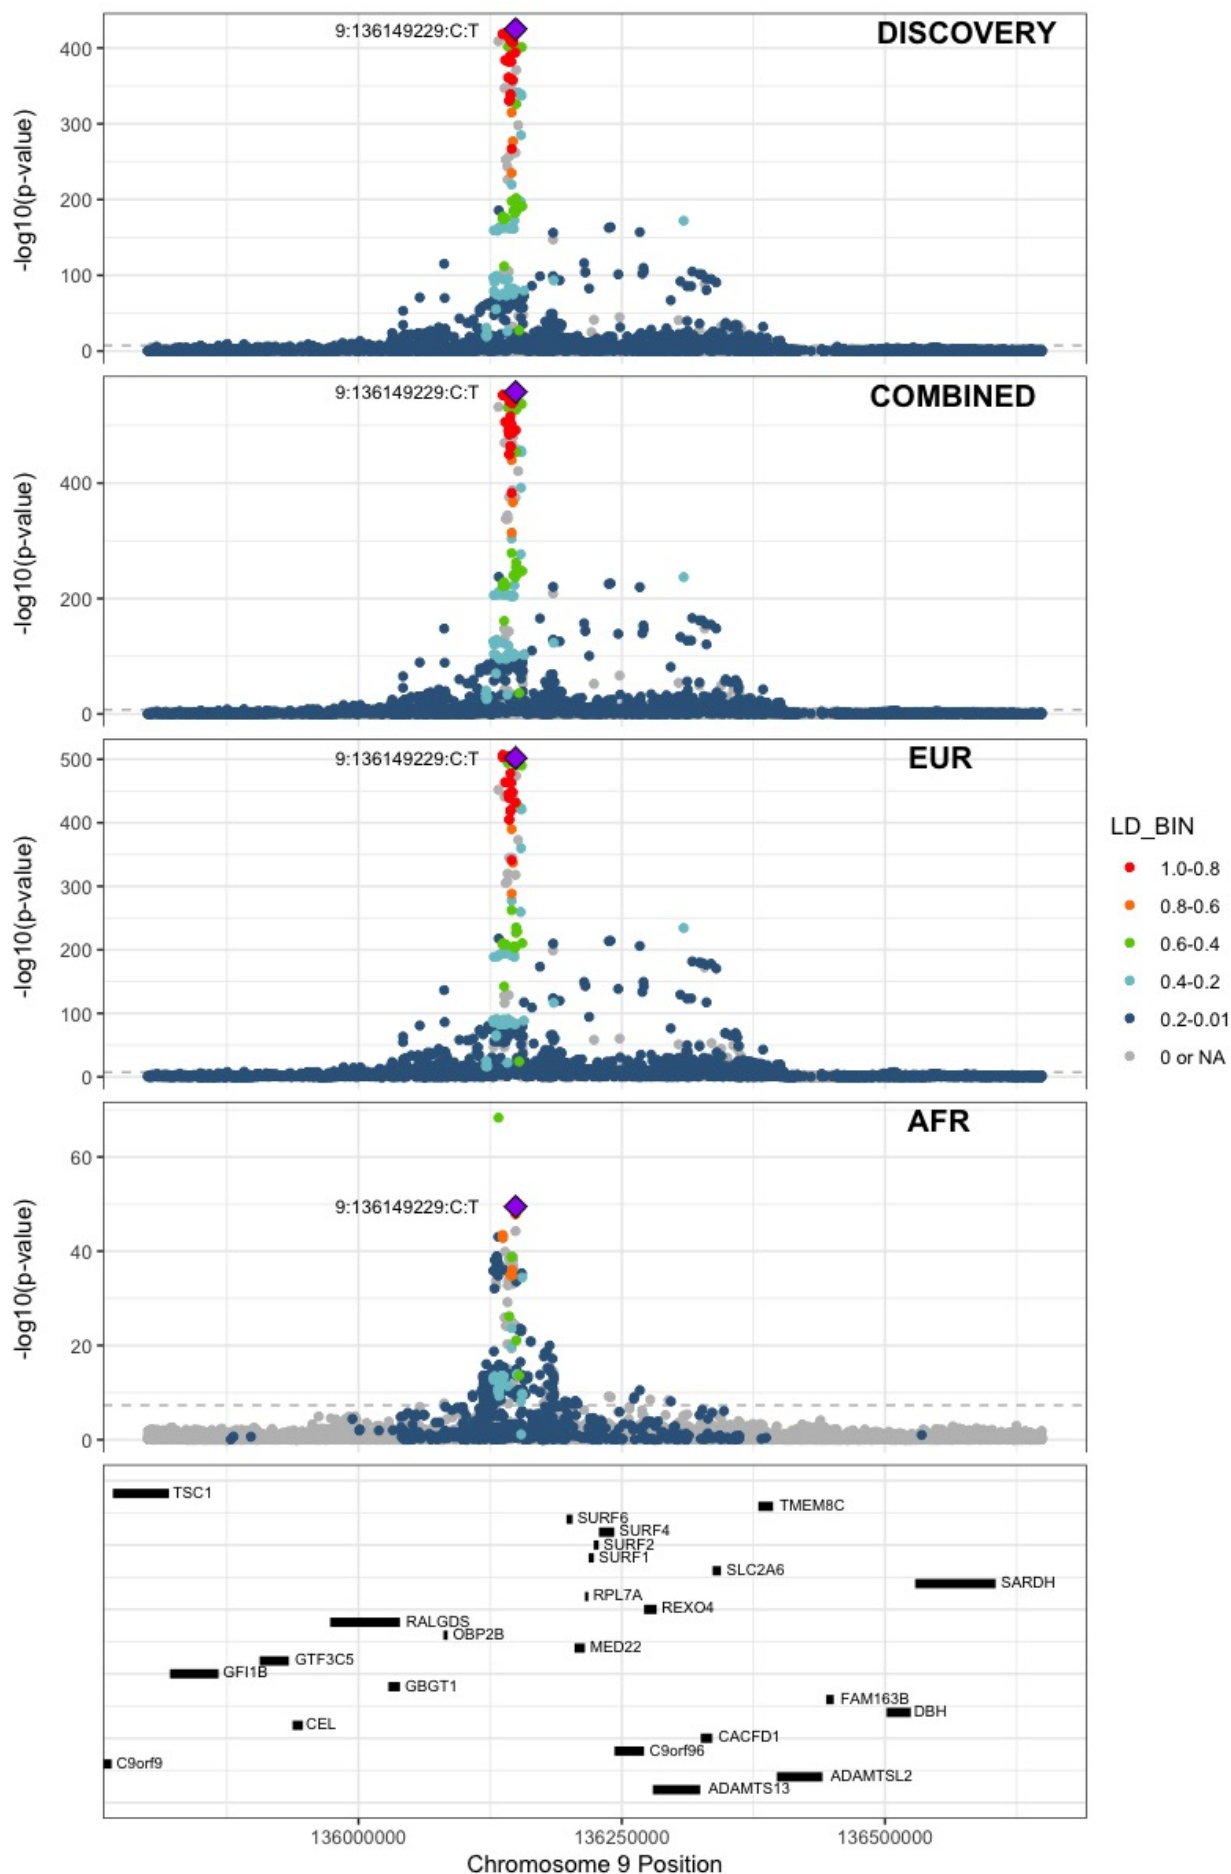 9:136149229:C:T
DISCOVERY
400
300
200
100
0
-log10(p-value)
9:136149229:C:T
COMBINED
400
200
0
-log10(p-value)
9:136149229:C:T
EUR
500
400
300
200
100
0
-log10(p-value)
LD_BIN
1.0-0.8
0.8-0.6
0.6-0.4
0.4-0.2
0.2-0.01
0 or NA
AFR
9:136149229:C:T
60
40
20
0
-log10(p-value)
TSC1
TMEM8C
SURF6
SURF4
SURF2
SURF1
SLC2A6
SARDH
RPL7A
REXO4
RALGDS
OBP2B
MED22
GTF3C5
GFI1B
GBGT1
FAM163B
DBH
CEL
CACFD1
C9orf96
C9orf9
ADAMTSL2
ADAMTS13
136000000 136250000 136500000
Chromosome 9 Position